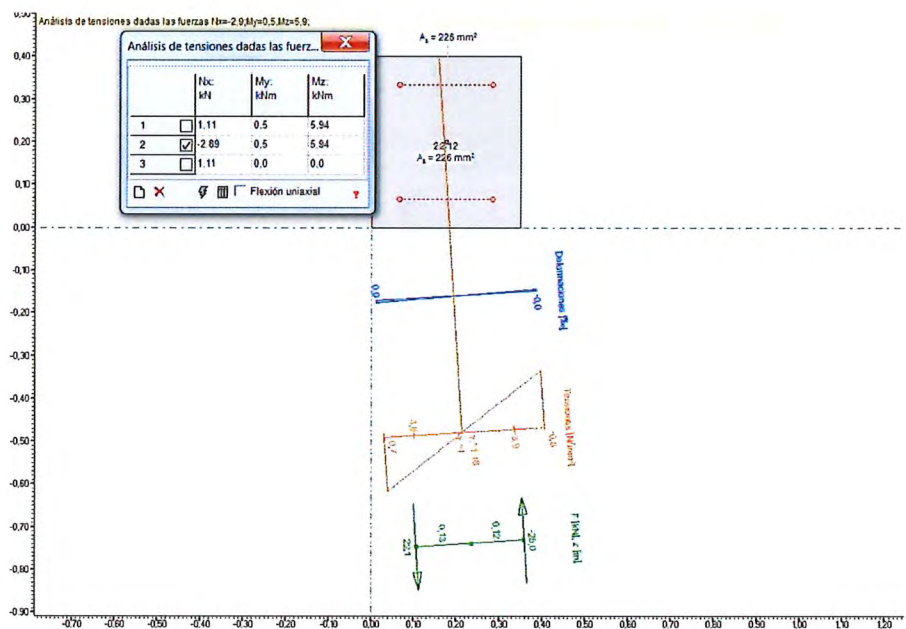 Análisis de tensiones dadas las fuerzas Nx=-2,9;My=0,5;Mz=5,9;
Análisis de tensiones dadas las fuerz...
Nx: kN My: kNm Mz: kNm
1 1.11 0,5 5,94
2 -2.89 0,5 5,94
3 1.11 0,0 0,0
Flexión uniaxial ?
0,40
0,30
0,20
0,10
0,00
-0,10
-0,20
-0,30
-0,40
-0,50
-0,60
-0,70
-0,80
-0,90
-0,70 -0,60 -0,50 -0,40 -0,30 -0,20 -0,10 0,00 0,10 0,20 0,30 0,40 0,50 0,60 0,70 0,80 0,90 1,00 1,10 1,20
A_s = 226 mm²
A_s = 226 mm²
0,0 -0,0
Deformaciones [‰]
0,7 -0,8
Tensiones [N/mm²]
22,1 0,13 0,12 -25,0
F [kN], z [m]